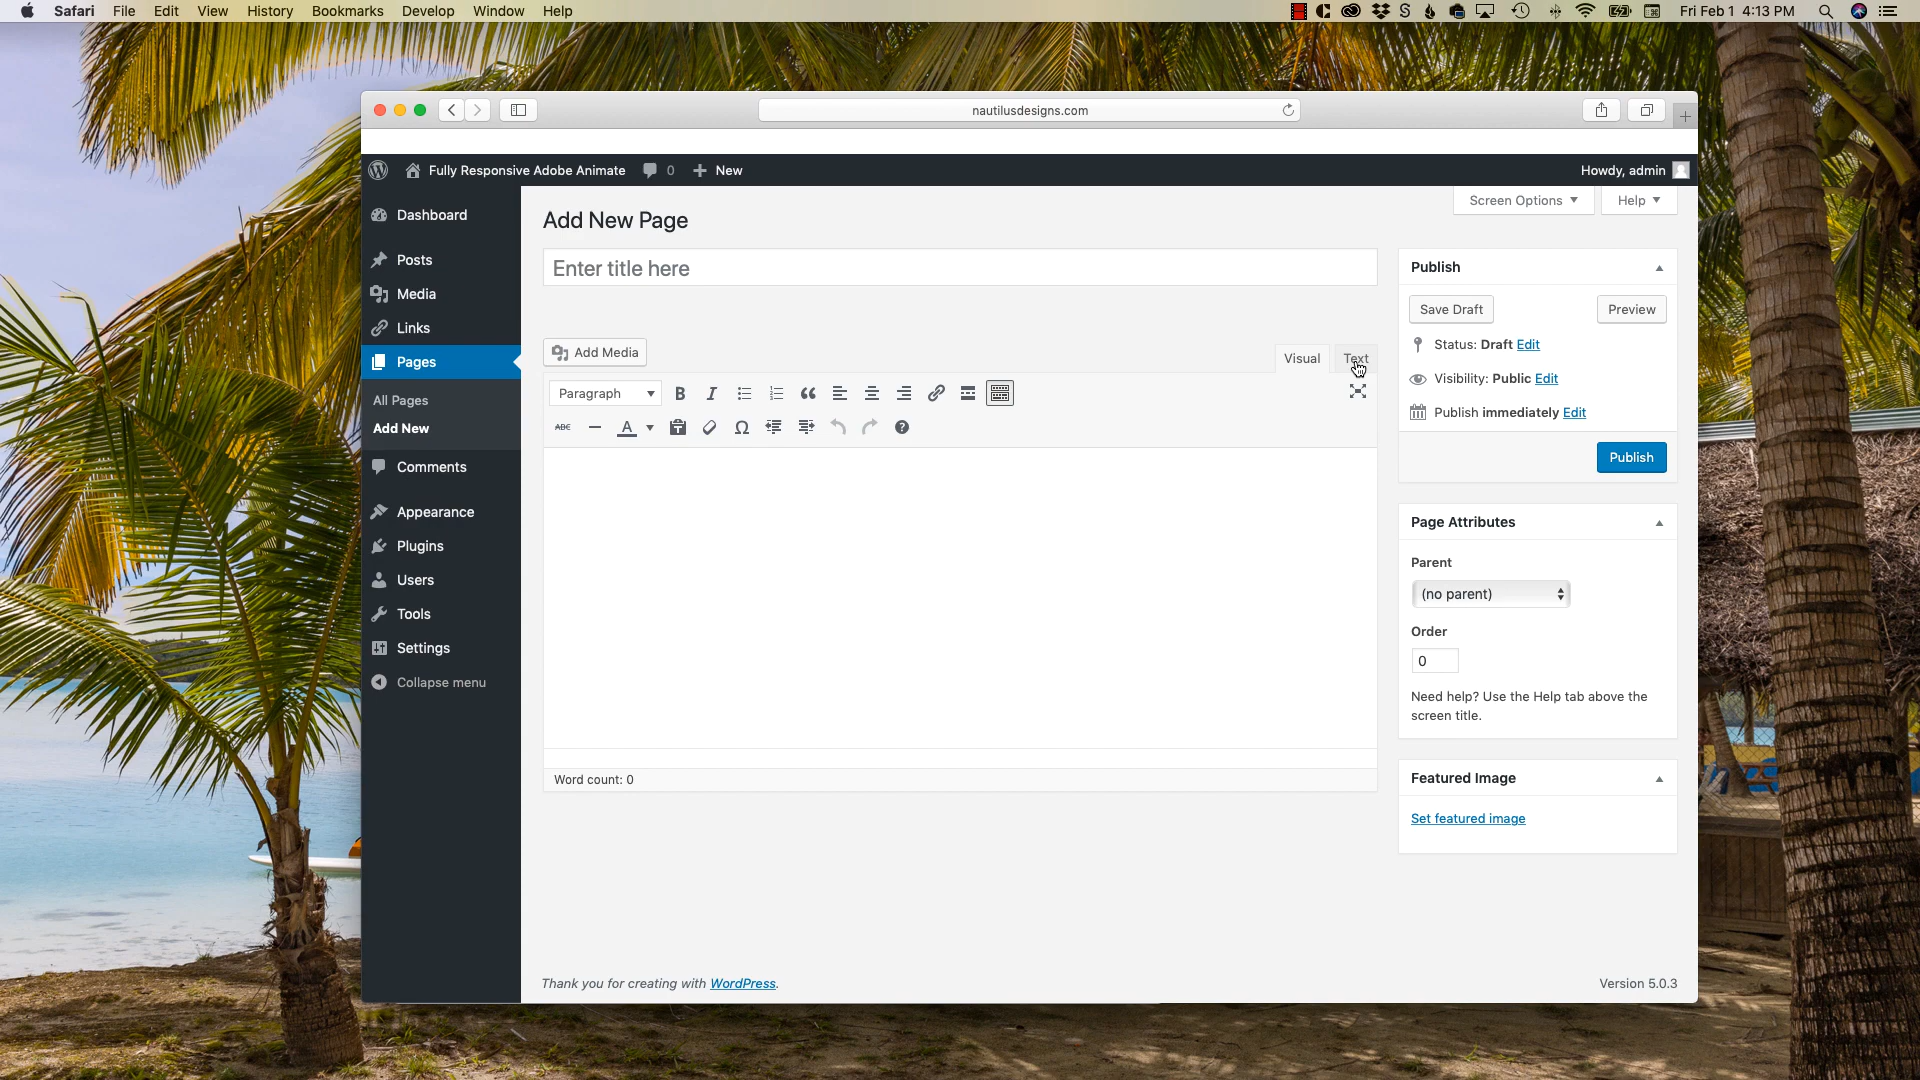 Safari File Edit View History Bookmarks Develop Window Help
Fri Feb 1 4:13 PM
nautilusdesigns.com
Fully Responsive Adobe Animate 0 New
Howdy, admin
Screen Options Help
Dashboard
Posts
Media
Links
Pages
All Pages
Add New
Comments
Appearance
Plugins
Users
Tools
Settings
Collapse menu
Add New Page
Enter title here
Add Media
Visual Text
Paragraph
ABC
Word count: 0
Publish
Save Draft Preview
Status: Draft Edit
Visibility: Public Edit
Publish immediately Edit
Publish
Page Attributes
Parent
(no parent)
Order
0
Need help? Use the Help tab above the
screen title.
Featured Image
Set featured image
Thank you for creating with WordPress.
Version 5.0.3